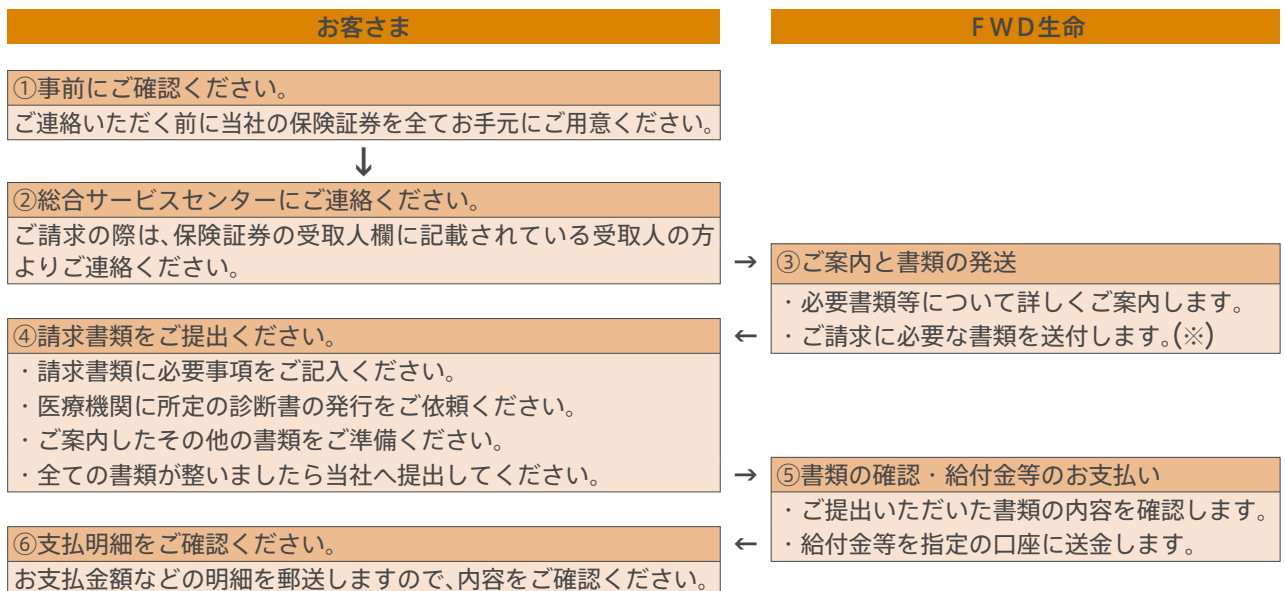 お客さま
ＦＷＤ生命
①事前にご確認ください。
ご連絡いただく前に当社の保険証券を全てお手元にご用意ください。
↓
②総合サービスセンターにご連絡ください。
ご請求の際は、保険証券の受取人欄に記載されている受取人の方
よりご連絡ください。
→
③ご案内と書類の発送
・必要書類等について詳しくご案内します。
・ご請求に必要な書類を送付します。(※)
←
④請求書類をご提出ください。
・請求書類に必要事項をご記入ください。
・医療機関に所定の診断書の発行をご依頼ください。
・ご案内したその他の書類をご準備ください。
・全ての書類が整いましたら当社へ提出してください。
→
⑤書類の確認・給付金等のお支払い
・ご提出いただいた書類の内容を確認します。
・給付金等を指定の口座に送金します。
←
⑥支払明細をご確認ください。
お支払金額などの明細を郵送しますので、内容をご確認ください。